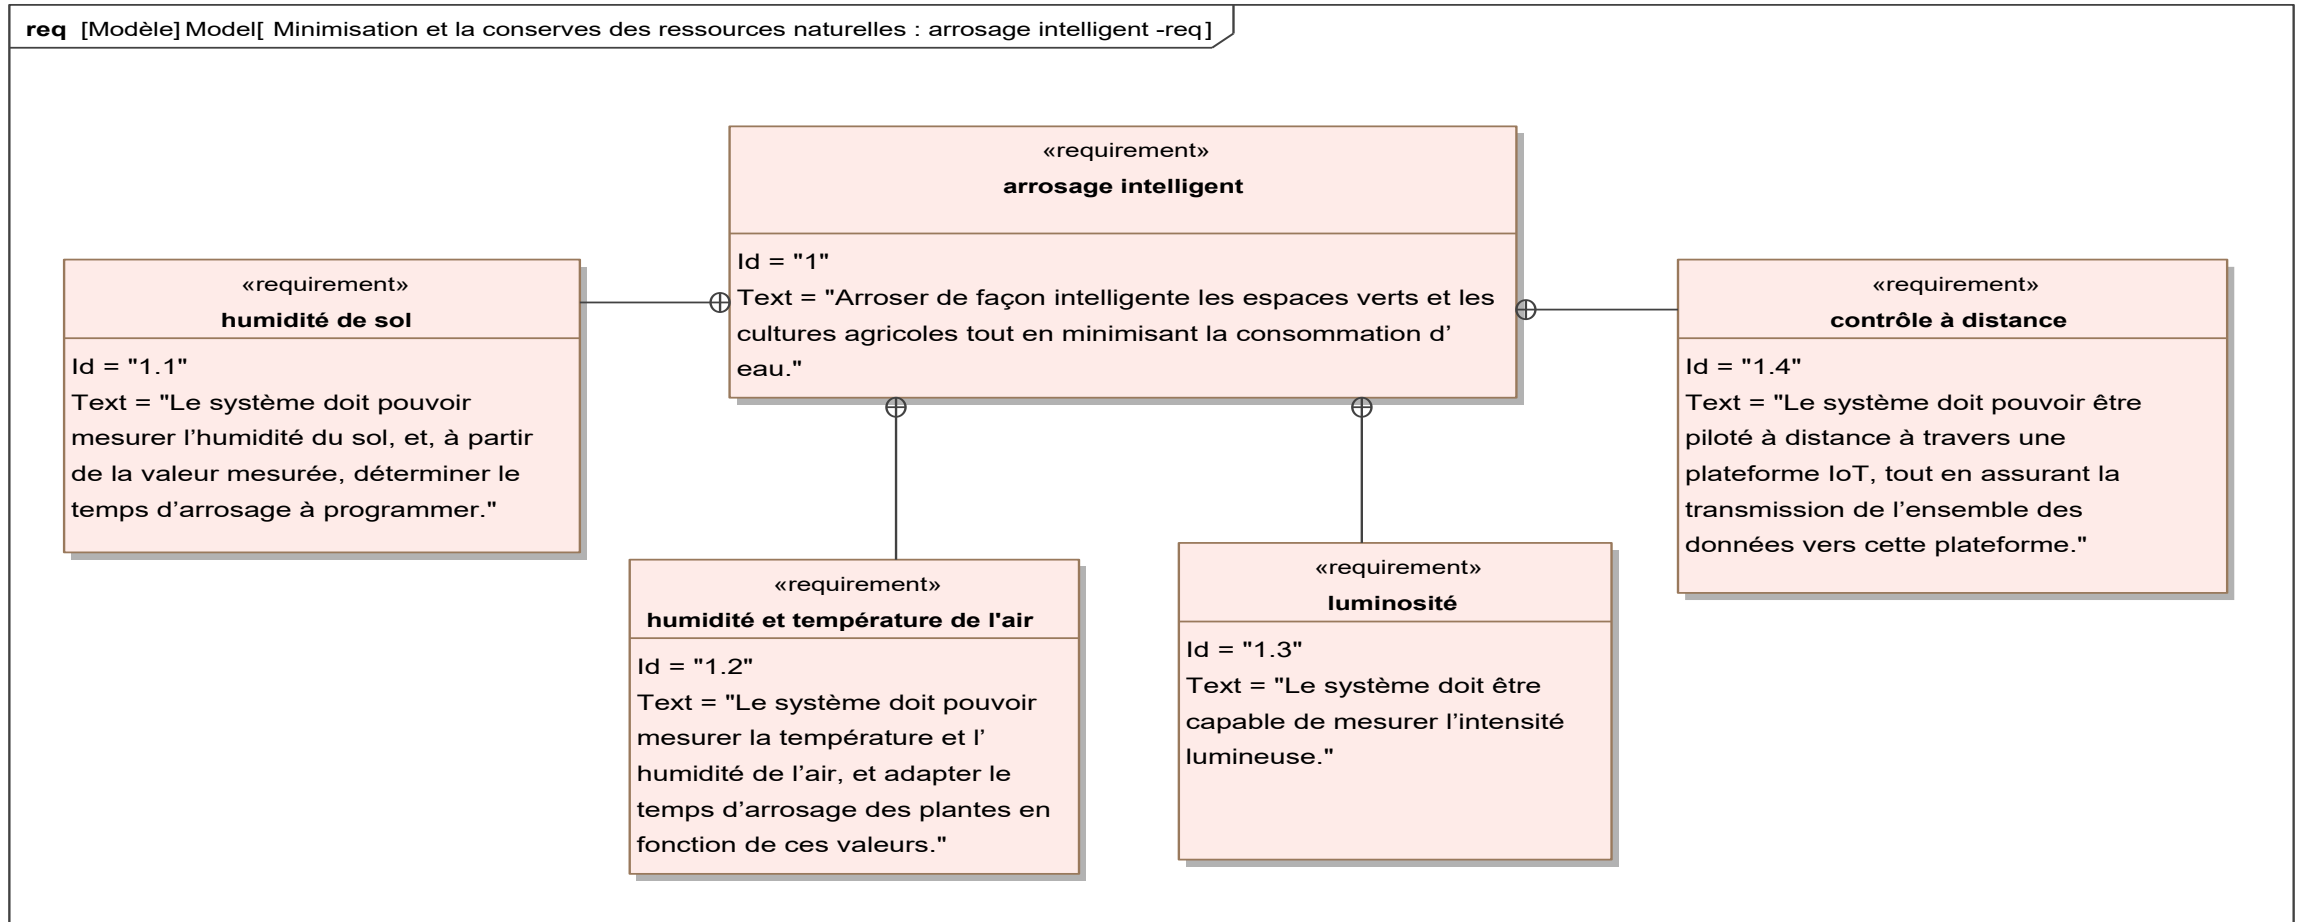 req [Modèle] Model[ Minimisation et la conserves des ressources naturelles : arrosage intelligent -req]
«requirement»
arrosage intelligent
Id = "1"
Text = "Arroser de façon intelligente les espaces verts et les
cultures agricoles tout en minimisant la consommation d’
eau."
«requirement»
humidité de sol
Id = "1.1"
Text = "Le système doit pouvoir
mesurer l’humidité du sol, et, à partir
de la valeur mesurée, déterminer le
temps d’arrosage à programmer."
«requirement»
humidité et température de l'air
Id = "1.2"
Text = "Le système doit pouvoir
mesurer la température et l’
humidité de l’air, et adapter le
temps d’arrosage des plantes en
fonction de ces valeurs."
«requirement»
luminosité
Id = "1.3"
Text = "Le système doit être
capable de mesurer l’intensité
lumineuse."
«requirement»
contrôle à distance
Id = "1.4"
Text = "Le système doit pouvoir être
piloté à distance à travers une
plateforme IoT, tout en assurant la
transmission de l’ensemble des
données vers cette plateforme."